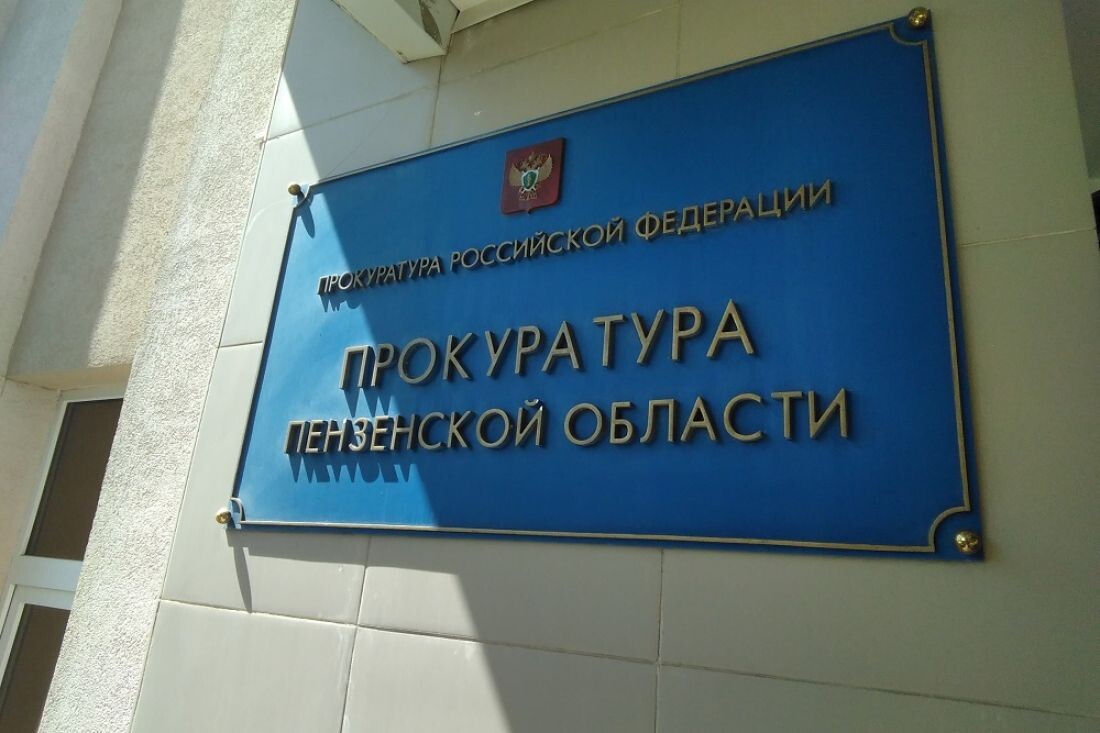 ПРОКУРАТУРА РОССИЙСКОЙ ФЕДЕРАЦИИ
ПРОКУРАТУРА
ПЕНЗЕНСКОЙ ОБЛАСТИ